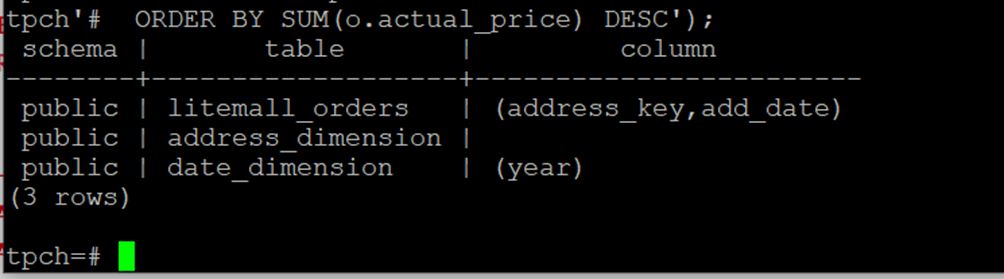 tpch'#  ORDER BY SUM(o.actual_price) DESC');
 schema |       table       |         column
--------+-------------------+-------------------------
 public | litemall_orders   | (address_key,add_date)
 public | address_dimension |
 public | date_dimension    | (year)
(3 rows)
tpch=#